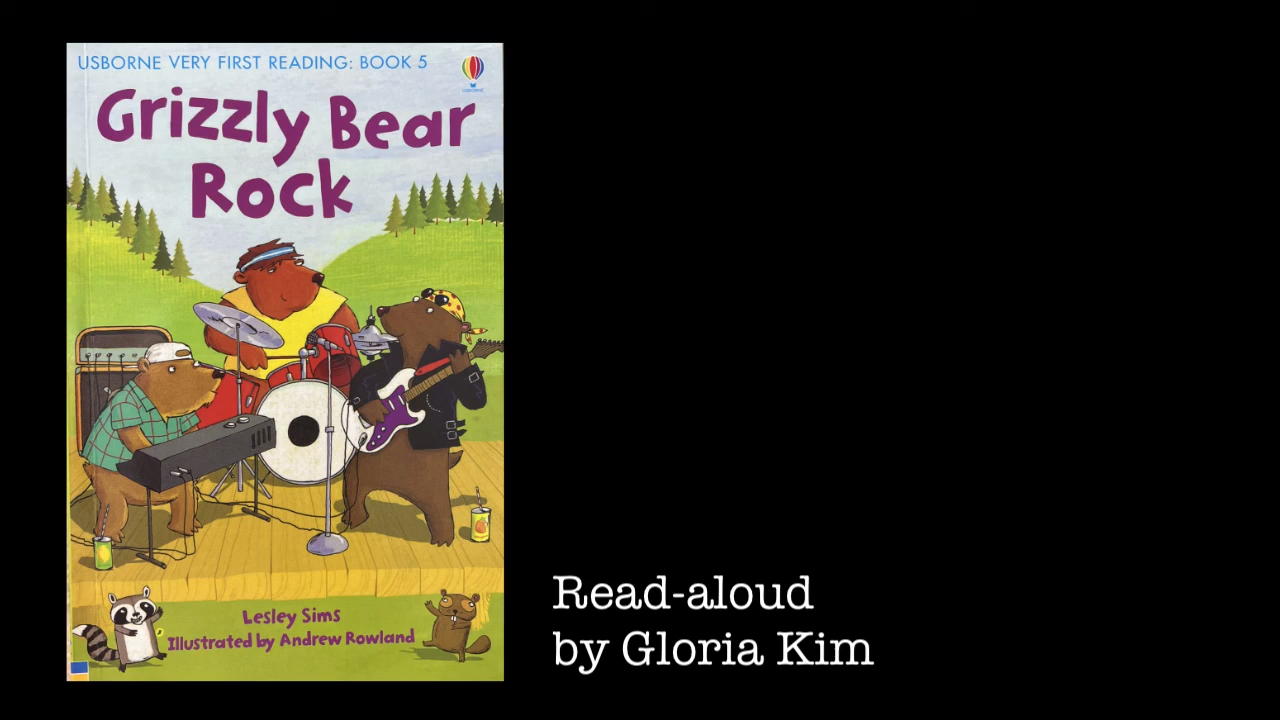 USBORNE VERY FIRST READING: BOOK 5
Grizzly Bear
Rock
Lesley Sims
Illustrated by Andrew Rowland
Read-aloud
by Gloria Kim